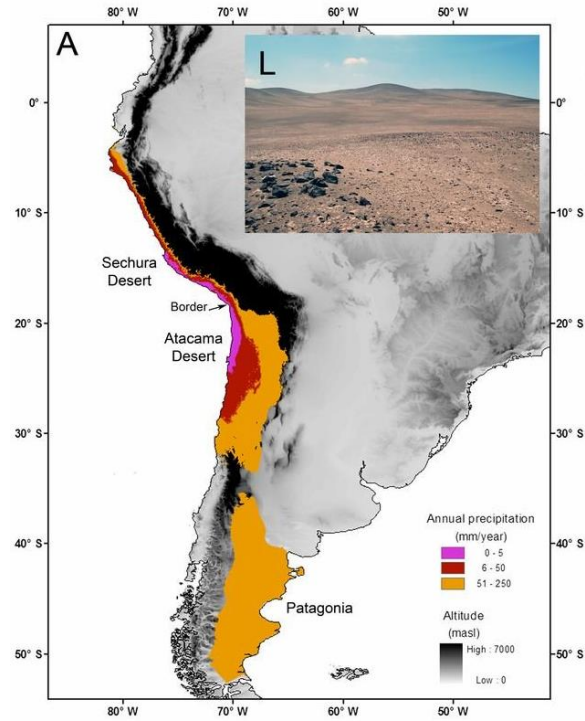 80° W 70° W 60° W 50° W
A
L
0°
0°
10° S
10° S
Sechura
Desert
Border
20° S
20° S
Atacama
Desert
30° S
30° S
Annual precipitation
(mm/year)
0 - 5
6 - 50
51 - 250
40° S
40° S
Patagonia
Altitude
(masl)
High : 7000
Low : 0
50° S
50° S
80° W 70° W 60° W 50° W